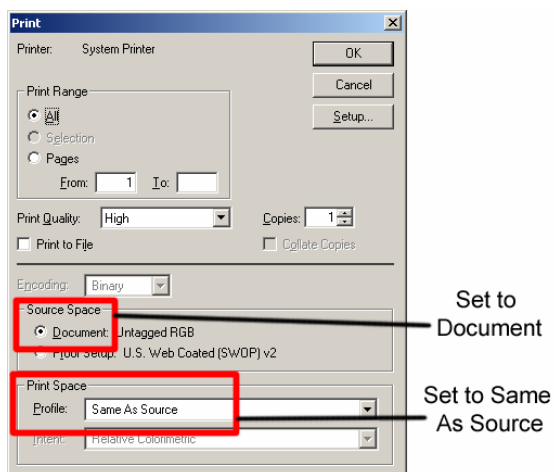 Print
Printer: System Printer
OK
Cancel
Setup...
Print Range
All
Selection
Pages
From: 1 To:
Print Quality: High
Copies: 1
Print to File
Collate Copies
Encoding: Binary
Source Space
Document: Untagged RGB
Proof Setup: U.S. Web Coated (SWOP) v2
Set to
Document
Print Space
Profile: Same As Source
Intent: Relative Colorimetric
Set to Same
As Source